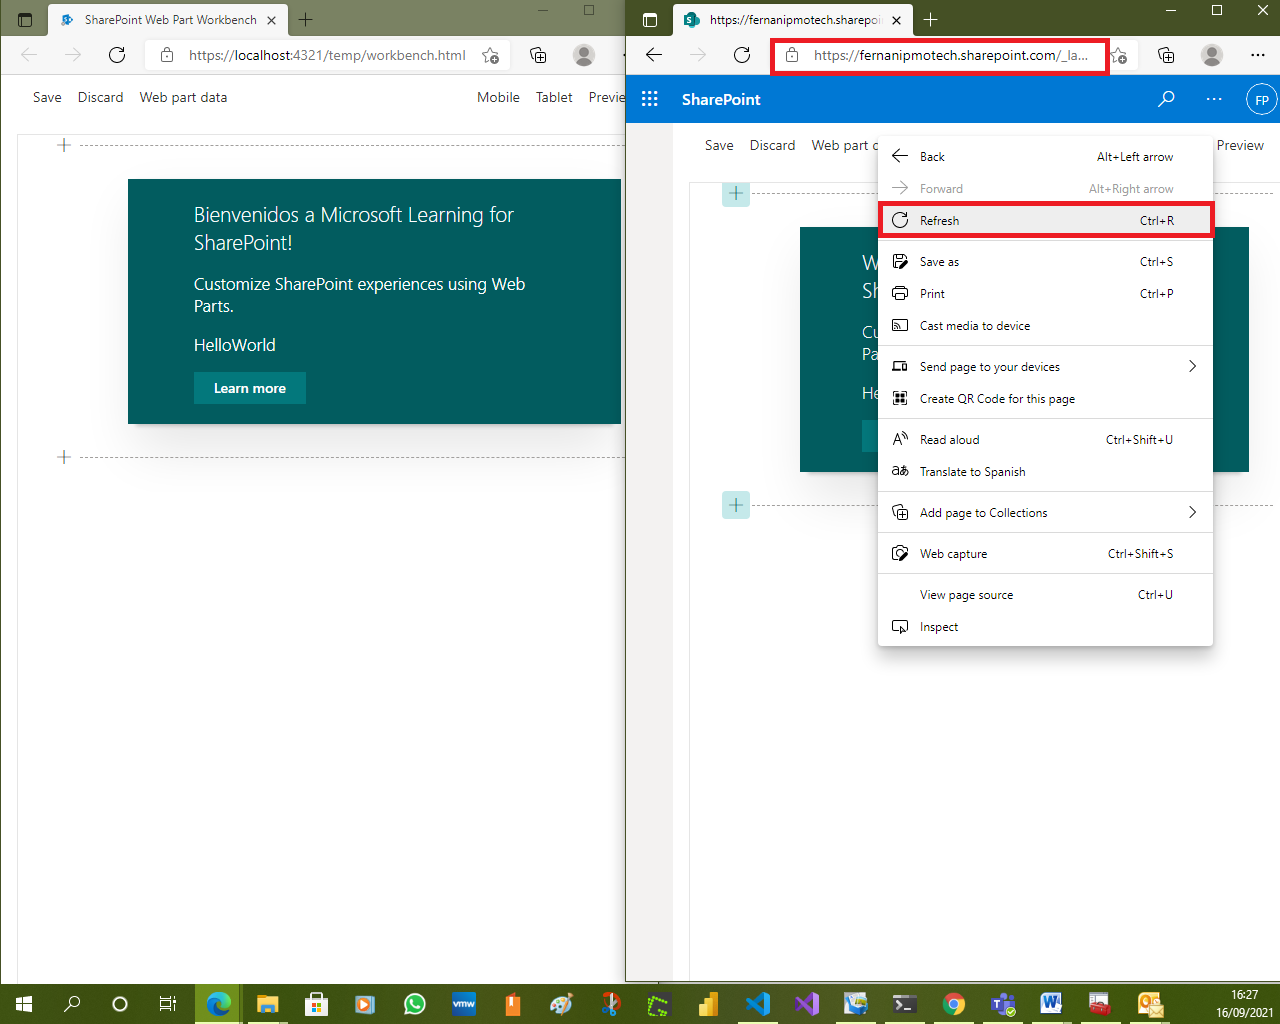 SharePoint Web Part Workbench
https://localhost:4321/temp/workbench.html
Save Discard Web part data Mobile Tablet Previe
Bienvenidos a Microsoft Learning for
SharePoint!
Customize SharePoint experiences using Web
Parts.
HelloWorld
Learn more
https://fernanipmotech.sharepoi
https://fernanipmotech.sharepoint.com/_la...
SharePoint
FP
Save Discard Web part Preview
W
Sh
Cu
Pa
He
Back Alt+Left arrow
Forward Alt+Right arrow
Refresh Ctrl+R
Save as Ctrl+S
Print Ctrl+P
Cast media to device
Send page to your devices
Create QR Code for this page
Read aloud Ctrl+Shift+U
Translate to Spanish
Add page to Collections
Web capture Ctrl+Shift+S
View page source Ctrl+U
Inspect
vmw
16:27
16/09/2021